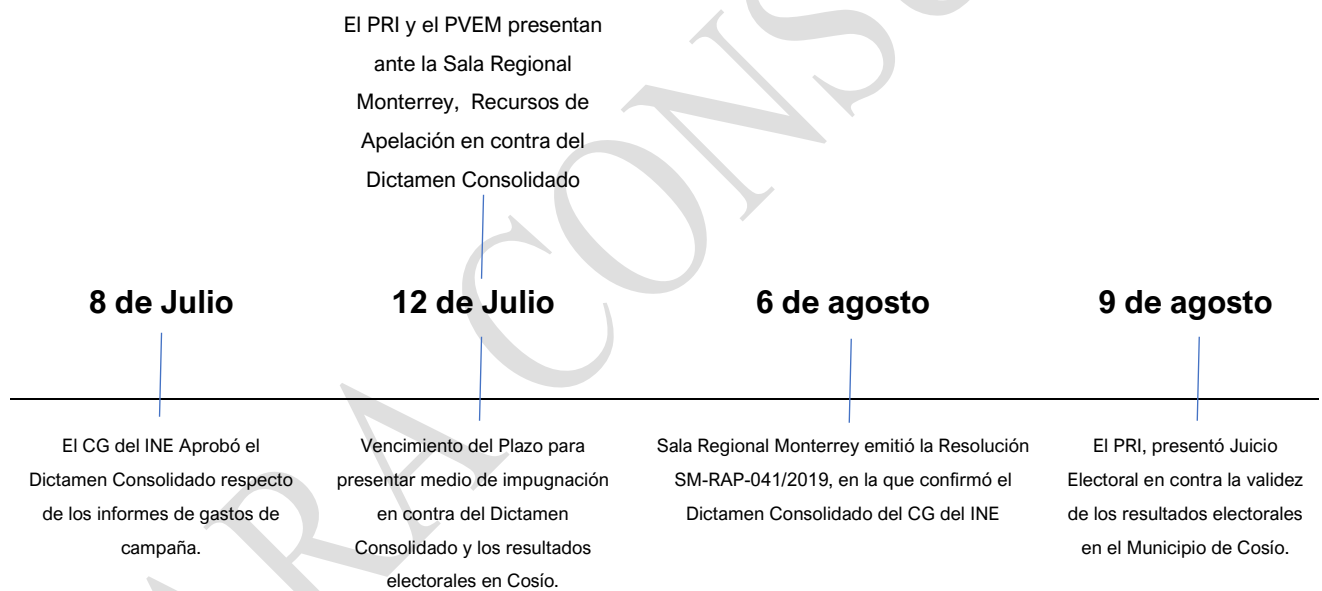 El PRI y el PVEM presentan
ante la Sala Regional
Monterrey, Recursos de
Apelación en contra del
Dictamen Consolidado
8 de Julio
12 de Julio
6 de agosto
9 de agosto
El CG del INE Aprobó el
Dictamen Consolidado respecto
de los informes de gastos de
campaña.
Vencimiento del Plazo para
presentar medio de impugnación
en contra del Dictamen
Consolidado y los resultados
electorales en Cosío.
Sala Regional Monterrey emitió la Resolución
SM-RAP-041/2019, en la que confirmó el
Dictamen Consolidado del CG del INE
El PRI, presentó Juicio
Electoral en contra la validez
de los resultados electorales
en el Municipio de Cosío.
ARA CONS